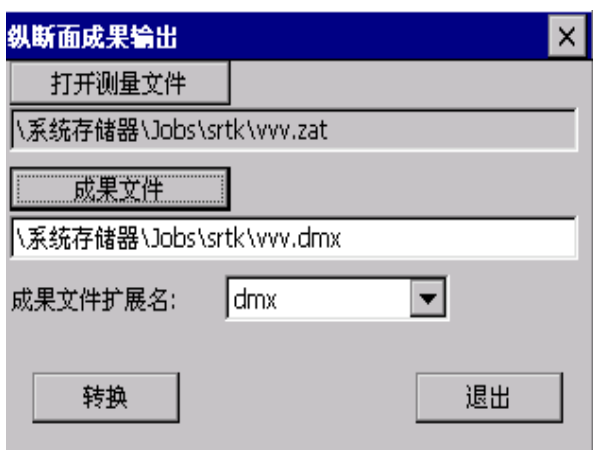 纵断面成果输出
打开测量文件
\系统存储器\Jobs\srtk\vvv.zat
成果文件
\系统存储器\Jobs\srtk\vvv.dmx
成果文件扩展名: dmx
转换 退出